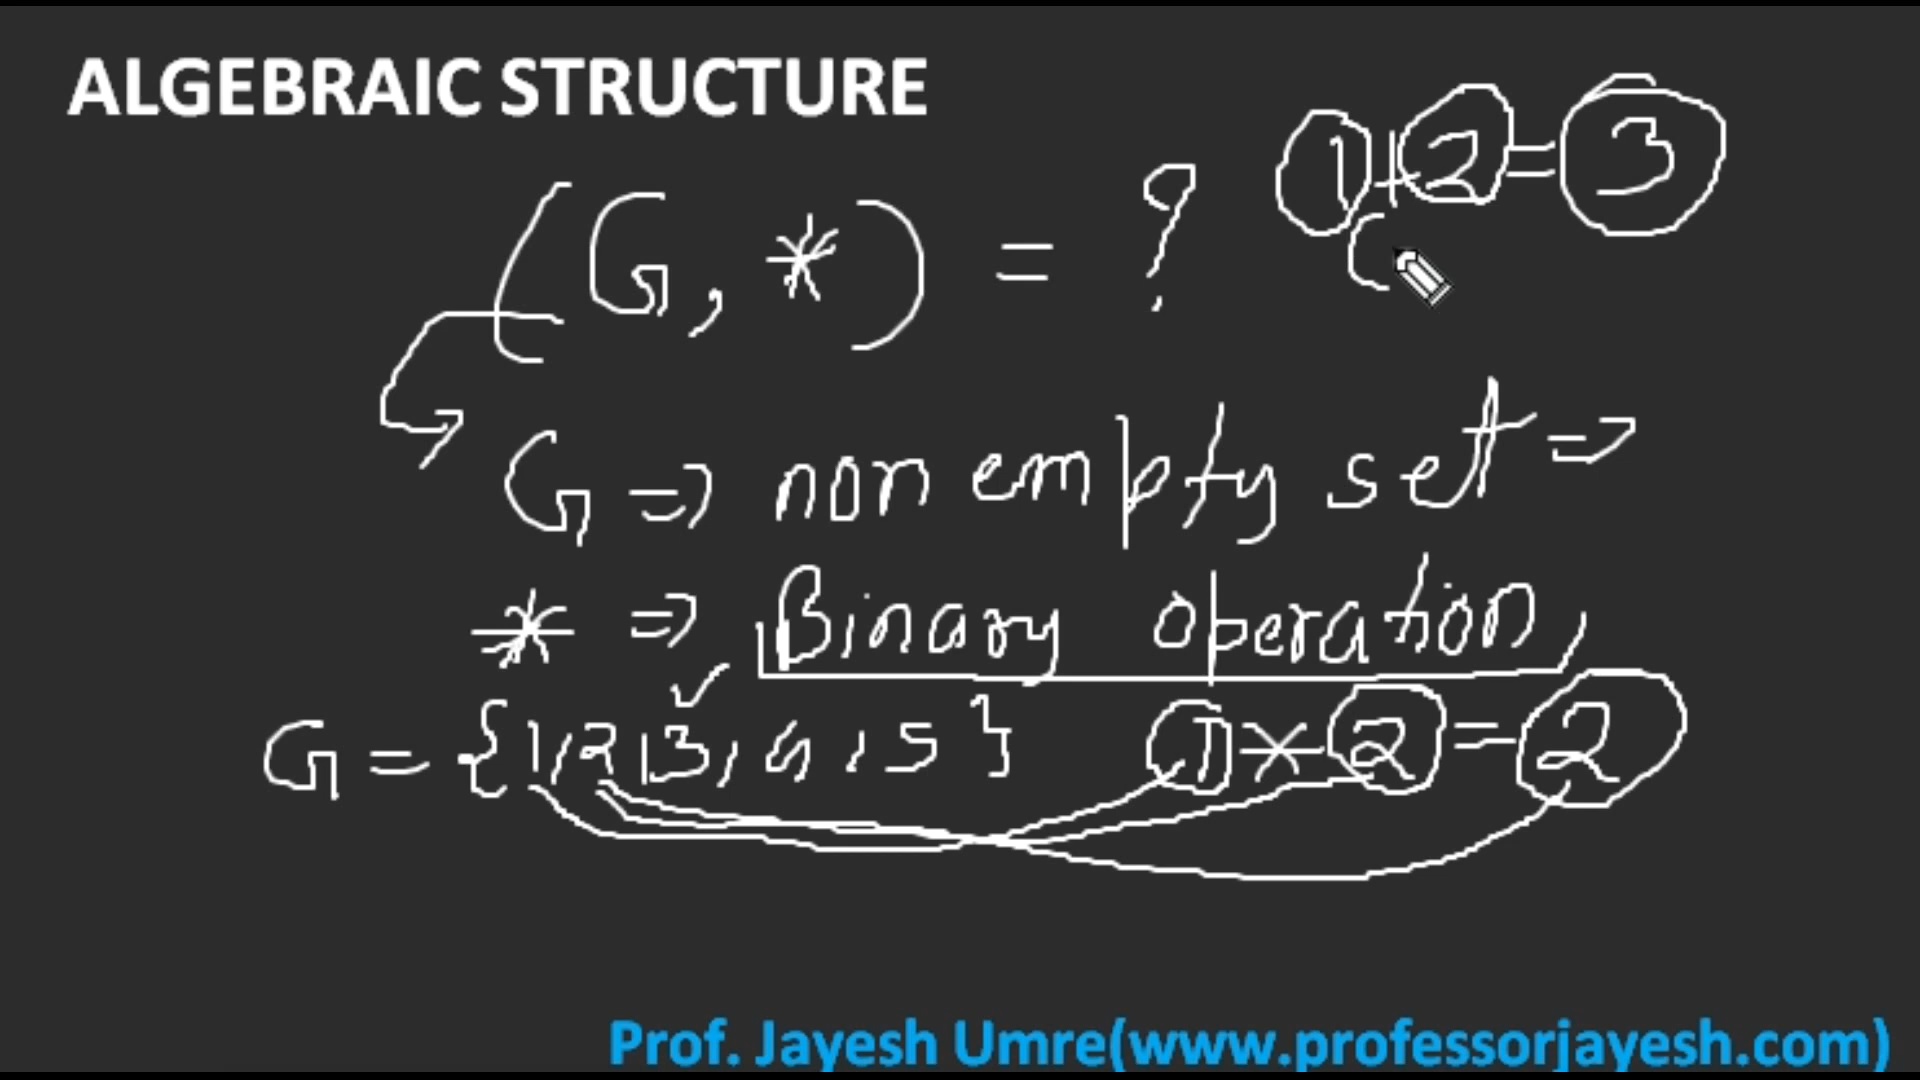 ALGEBRAIC STRUCTURE
1+2=3
(G, *) = ?
(
G => non empty set =>
* => Binary operation,
G = {1,2,3,4,5} 1*2=2
Prof. Jayesh Umre(www.professorjayesh.com)